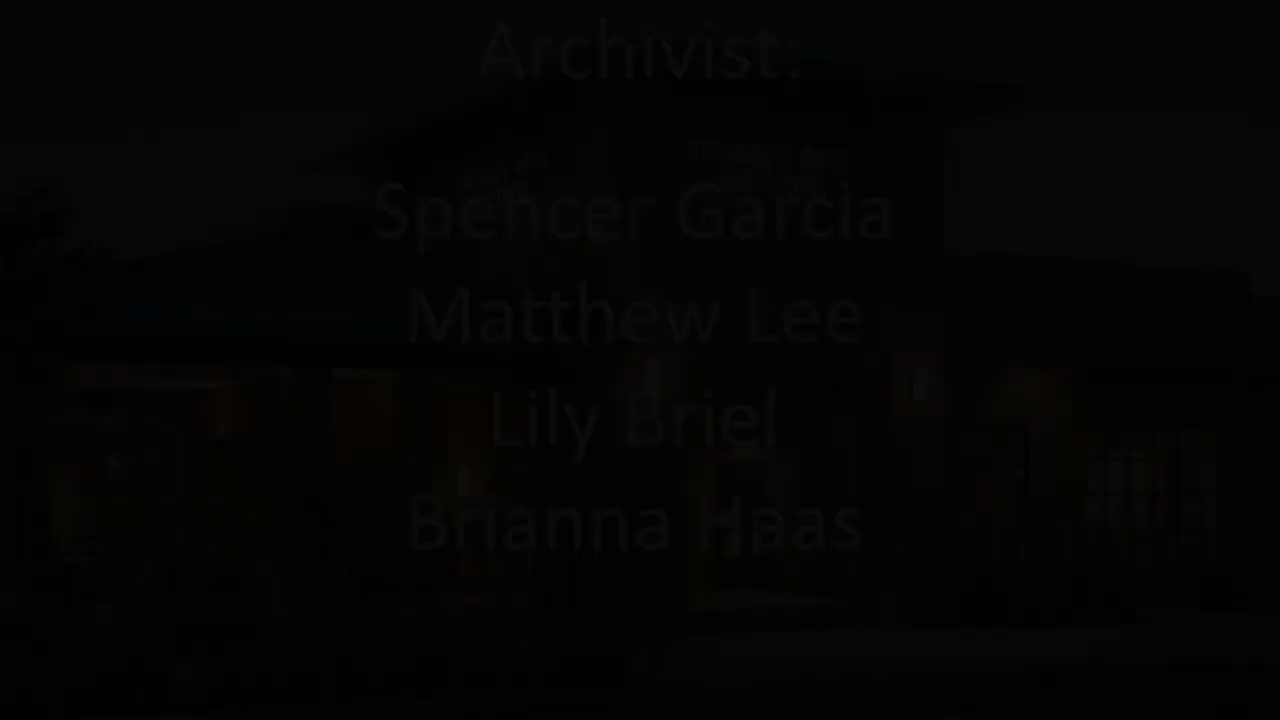 Archivist:
Spencer Garcia
Matthew Lee
Lily Briel
Brianna Haas